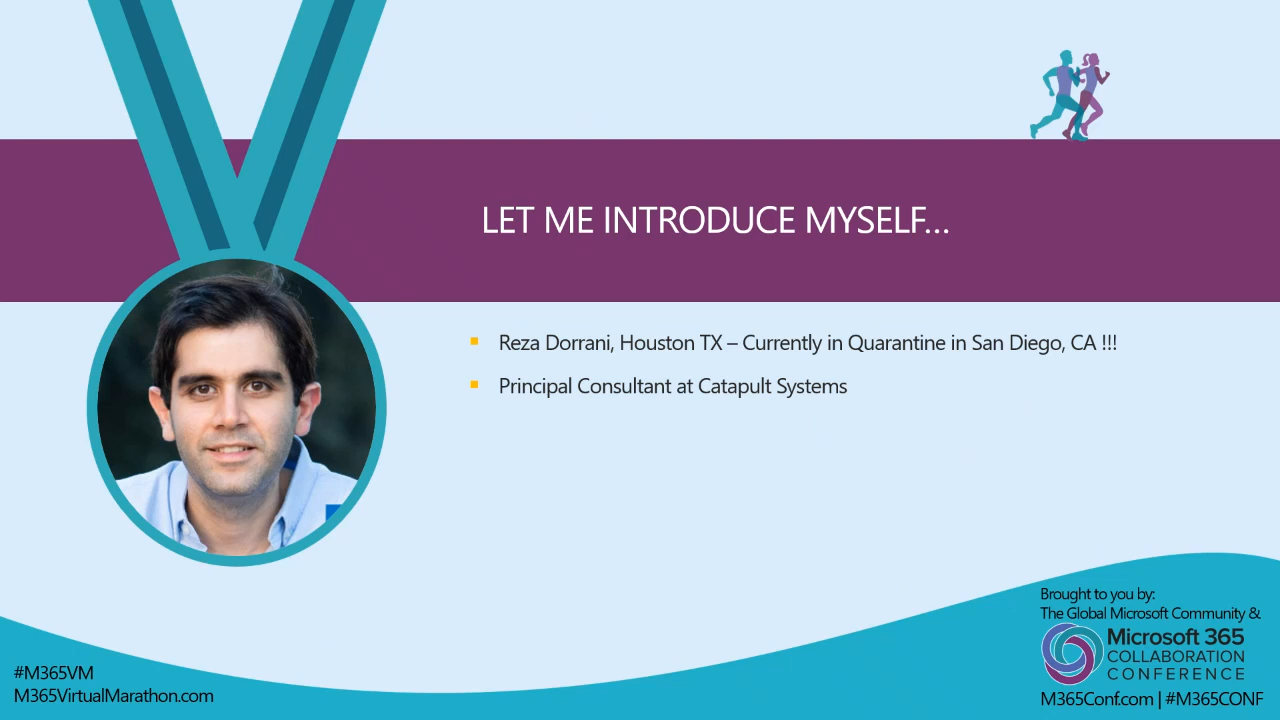 LET ME INTRODUCE MYSELF...
Reza Dorrani, Houston TX – Currently in Quarantine in San Diego, CA !!!
Principal Consultant at Catapult Systems
Brought to you by:
The Global Microsoft Community &
Microsoft 365
COLLABORATION
CONFERENCE
M365Conf.com | #M365CONF
#M365VM
M365VirtualMarathon.com